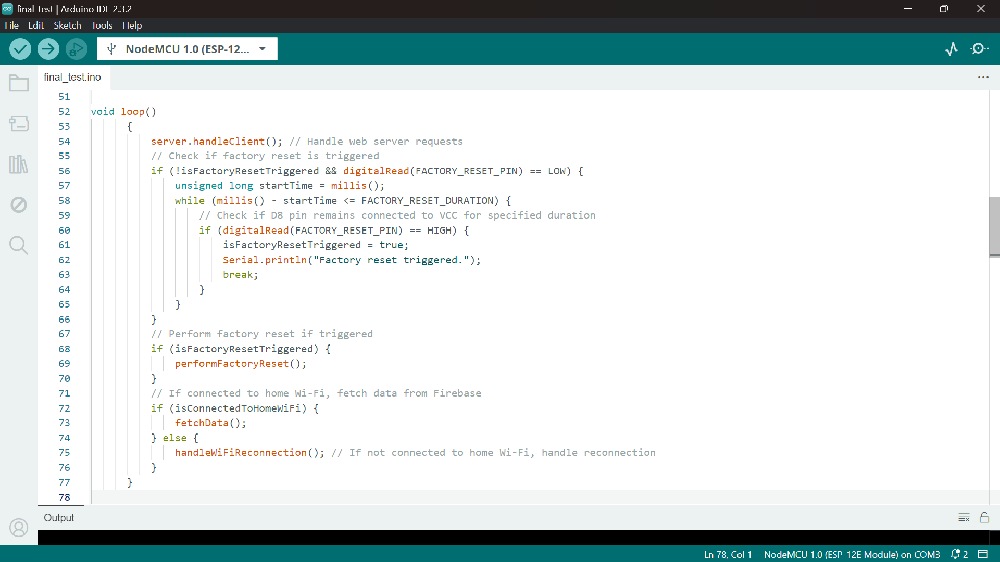 final_test | Arduino IDE 2.3.2
File Edit Sketch Tools Help
NodeMCU 1.0 (ESP-12...
final_test.ino
51
52 void loop()
53 {
54 server.handleClient(); // Handle web server requests
55 // Check if factory reset is triggered
56 if (!isFactoryResetTriggered && digitalRead(FACTORY_RESET_PIN) == LOW) {
57 unsigned long startTime = millis();
58 while (millis() - startTime <= FACTORY_RESET_DURATION) {
59 // Check if D8 pin remains connected to VCC for specified duration
60 if (digitalRead(FACTORY_RESET_PIN) == HIGH) {
61 isFactoryResetTriggered = true;
62 Serial.println("Factory reset triggered.");
63 break;
64 }
65 }
66 }
67 // Perform factory reset if triggered
68 if (isFactoryResetTriggered) {
69 performFactoryReset();
70 }
71 // If connected to home Wi-Fi, fetch data from Firebase
72 if (isConnectedToHomeWiFi) {
73 fetchData();
74 } else {
75 handleWiFiReconnection(); // If not connected to home Wi-Fi, handle reconnection
76 }
77 }
78
Output
Ln 78, Col 1 NodeMCU 1.0 (ESP-12E Module) on COM3 2